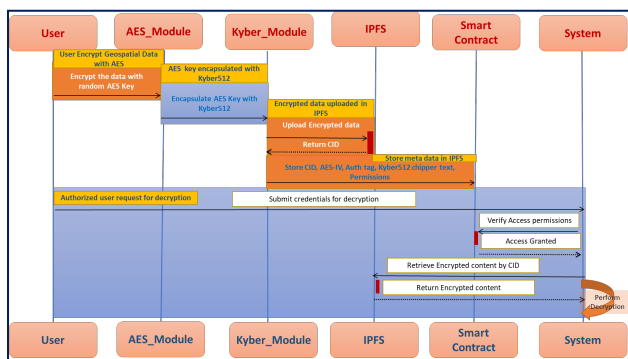 User
AES_Module
Kyber_Module
IPFS
Smart
Contract
System
User Encrypt Geospatial Data
with AES
Encrypt the data with
random AES Key
AES key encapsulated with
Kyber512
Encapsulate AES Key with
Kyber512
Encrypted data uploaded in
IPFS
Upload Encrypted data
Return CID
Store meta data in IPFS
Store CID, AES-IV, Auth tag, Kyber512 chipper text,
Permissions
Authorized user request for decryption
Submit credentials for decryption
Verify Access permissions
Access Granted
Retrieve Encrypted content by CID
Return Encrypted content
Perform
Decryption
User
AES_Module
Kyber_Module
IPFS
Smart
Contract
System